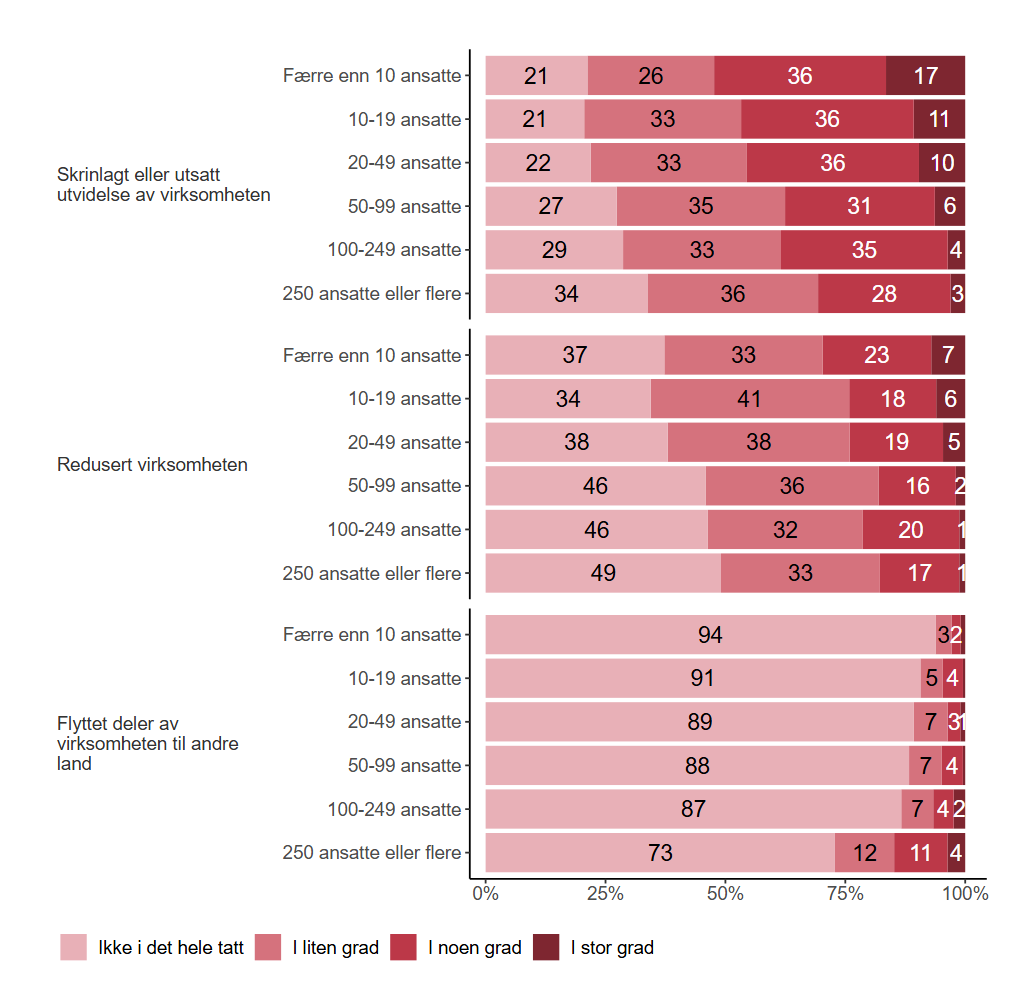 Færre enn 10 ansatte 21 26 36 17
10-19 ansatte 21 33 36 11
20-49 ansatte 22 33 36 10
Skrinlagt eller utsatt
utvidelse av virksomheten
50-99 ansatte 27 35 31 6
100-249 ansatte 29 33 35 4
250 ansatte eller flere 34 36 28 3
Færre enn 10 ansatte 37 33 23 7
10-19 ansatte 34 41 18 6
20-49 ansatte 38 38 19 5
Redusert virksomheten
50-99 ansatte 46 36 16 2
100-249 ansatte 46 32 20 1
250 ansatte eller flere 49 33 17 1
Færre enn 10 ansatte 94 3 2
10-19 ansatte 91 5 4
20-49 ansatte 89 7 3 1
Flyttet deler av
virksomheten til andre
land
50-99 ansatte 88 7 4
100-249 ansatte 87 7 4 2
250 ansatte eller flere 73 12 11 4
0% 25% 50% 75% 100%
Ikke i det hele tatt I liten grad I noen grad I stor grad